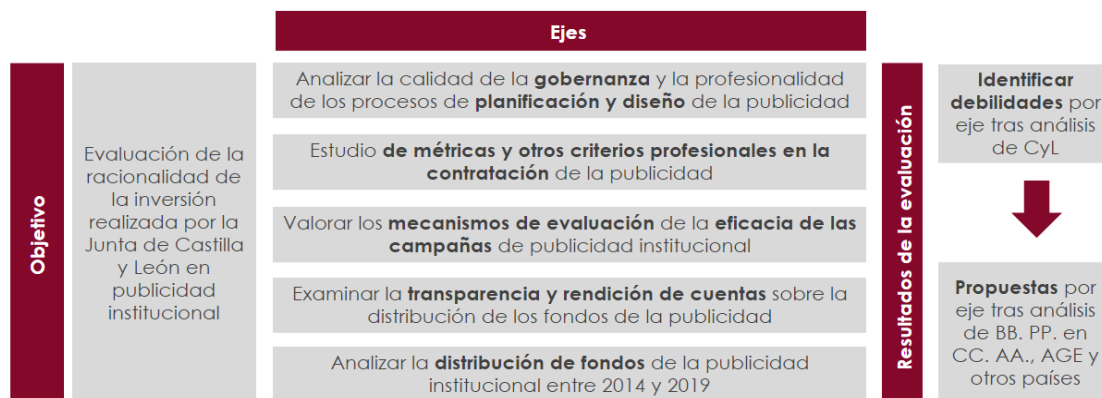 Ejes
Objetivo
Evaluación de la
racionalidad de
la inversión
realizada por la
Junta de Castilla
y León en
publicidad
institucional
Analizar la calidad de la gobernanza y la profesionalidad
de los procesos de planificación y diseño de la publicidad
Estudio de métricas y otros criterios profesionales en la
contratación de la publicidad
Valorar los mecanismos de evaluación de la eficacia de las
campañas de publicidad institucional
Examinar la transparencia y rendición de cuentas sobre la
distribución de los fondos de la publicidad
Analizar la distribución de fondos de la publicidad
institucional entre 2014 y 2019
Resultados de la evaluación
Identificar
debilidades por
eje tras análisis
de CyL
Propuestas por
eje tras análisis
de BB. PP. en
CC. AA., AGE y
otros países